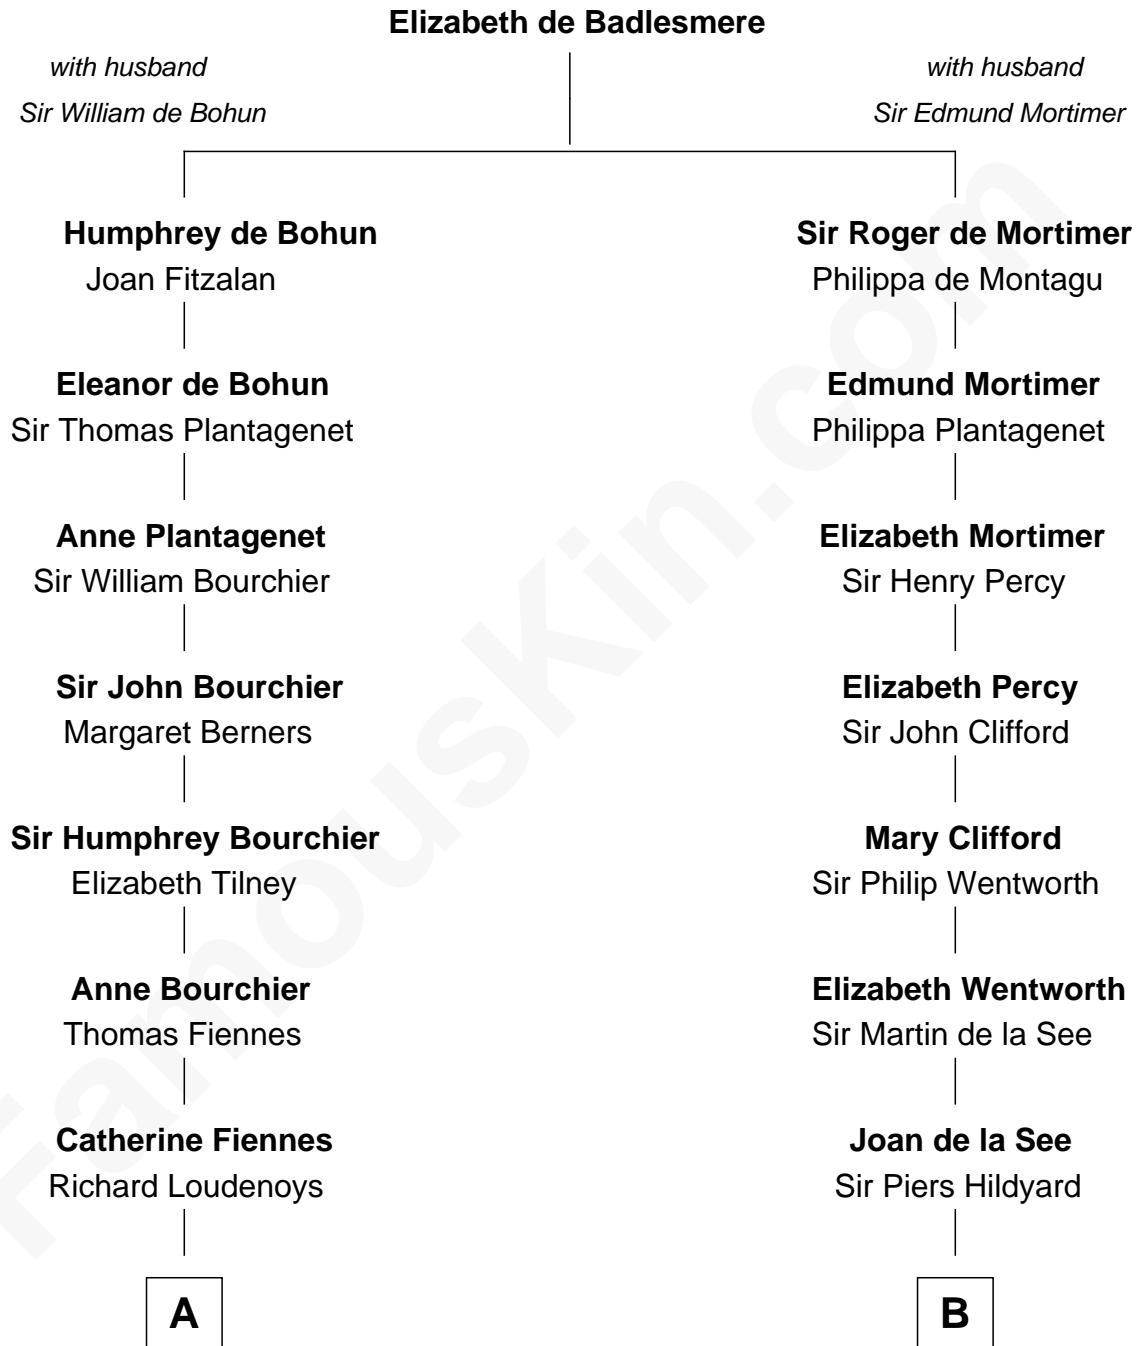 Elizabeth de Badlesmere
with husband
Sir William de Bohun
with husband
Sir Edmund Mortimer
Humphrey de Bohun
Joan Fitzalan
Sir Roger de Mortimer
Philippa de Montagu
Eleanor de Bohun
Sir Thomas Plantagenet
Edmund Mortimer
Philippa Plantagenet
Anne Plantagenet
Sir William Bourchier
Elizabeth Mortimer
Sir Henry Percy
Sir John Bourchier
Margaret Berners
Elizabeth Percy
Sir John Clifford
Sir Humphrey Bourchier
Elizabeth Tilney
Mary Clifford
Sir Philip Wentworth
Anne Bourchier
Thomas Fiennes
Elizabeth Wentworth
Sir Martin de la See
Catherine Fiennes
Richard Loudenoys
Joan de la See
Sir Piers Hildyard
A
B
FamousKin.com